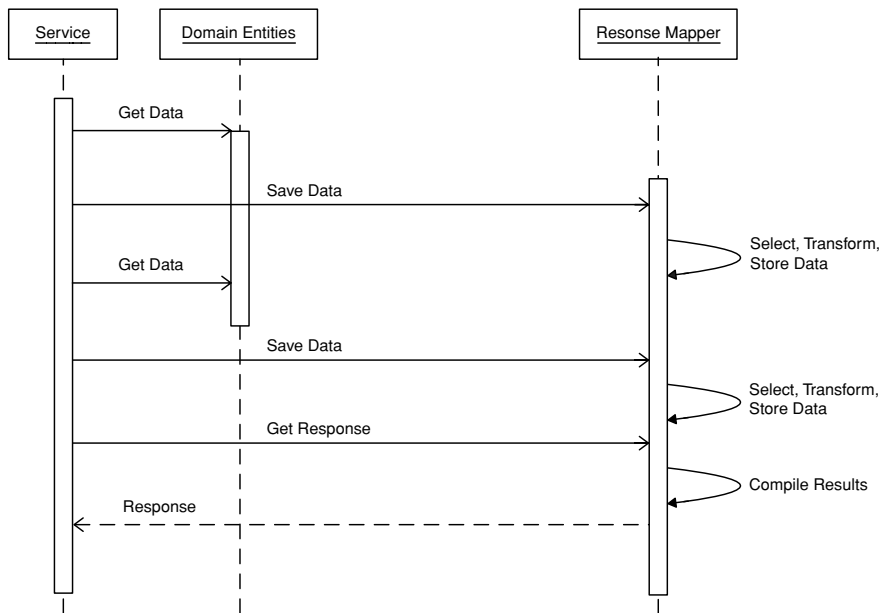 Service
Domain Entities
Resonse Mapper
Get Data
Save Data
Select, Transform,
Store Data
Get Data
Save Data
Select, Transform,
Store Data
Get Response
Compile Results
Response